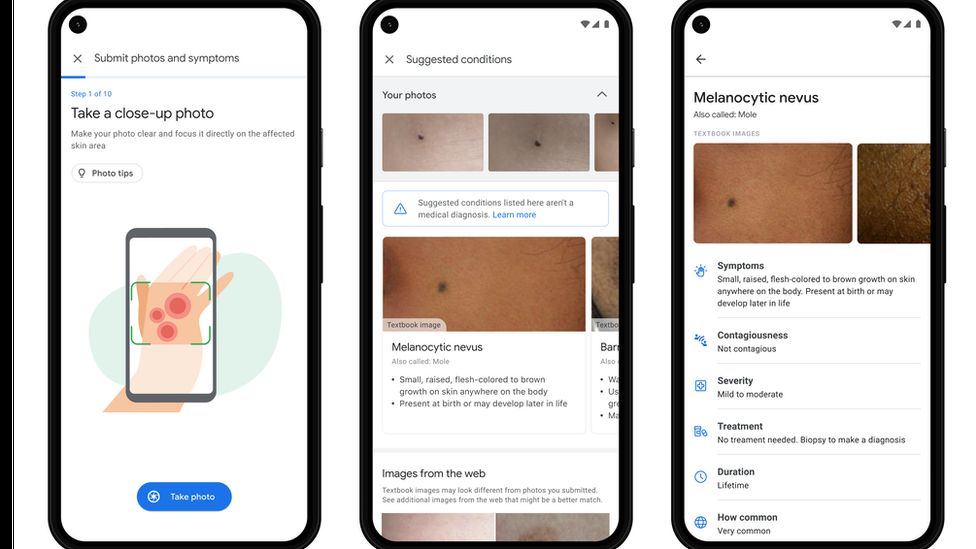 Submit photos and symptoms
Step 1 of 10
Take a close-up photo
Make your photo clear and focus it directly on the affected
skin area
Photo tips
Take photo
Suggested conditions
Your photos
Suggested conditions listed here aren't a
medical diagnosis. Learn more
Textbook image
Melanocytic nevus
Also called: Mole
• Small, raised, flesh-colored to brown
growth on skin anywhere on the body
• Present at birth or may develop later in life
Images from the web
Textbook images may look different from photos you submitted.
See additional images from the web that might be a better match.
Melanocytic nevus
Also called: Mole
TEXTBOOK IMAGES
Symptoms
Small, raised, flesh-colored to brown growth on skin
anywhere on the body. Present at birth or may
develop later in life
Contagiousness
Not contagious
Severity
Mild to moderate
Treatment
No treament needed. Biopsy to make a diagnosis
Duration
Lifetime
How common
Very common